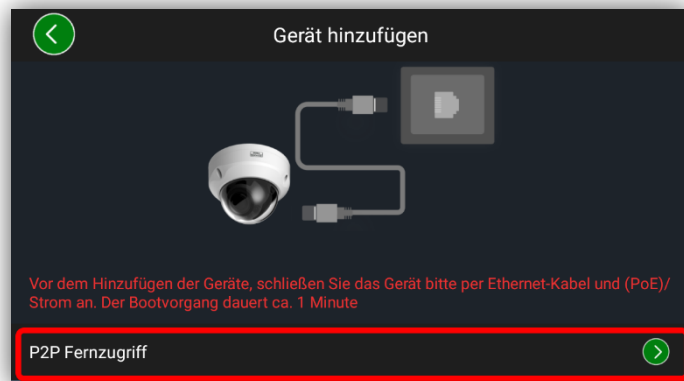 Gerät hinzufügen
Vor dem Hinzufügen der Geräte, schließen Sie das Gerät bitte per Ethernet-Kabel und (PoE)/
Strom an. Der Bootvorgang dauert ca. 1 Minute
P2P Fernzugriff